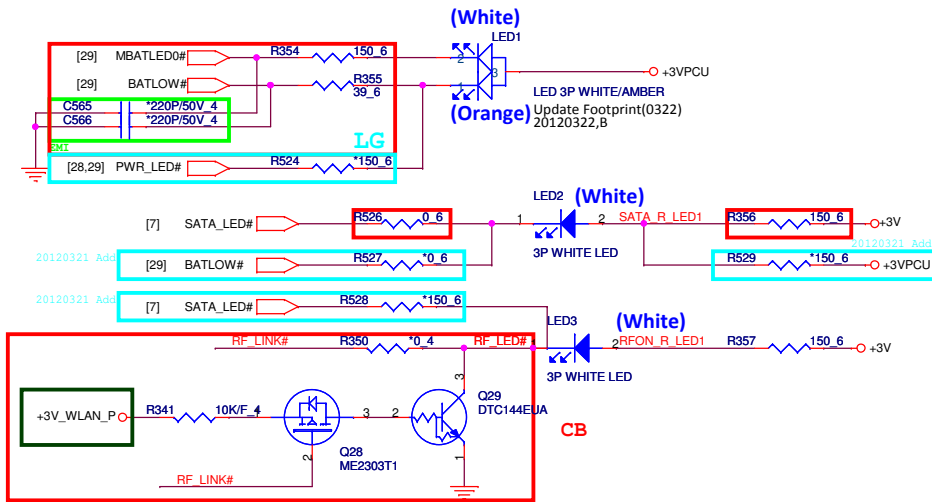 (White)
LED1
[29] MBATLED0# R354 150_6 2
3 +3VPCU
[29] BATLOW# R355 1
39_6
LED 3P WHITE/AMBER
C565 *220P/50V_4
(Orange) Update Footprint(0322)
C566 *220P/50V_4
20120322,B
EMI
LG
[28,29] PWR_LED# R524 *150_6
LED2 (White)
[7] SATA_LED# R526 0_6 1 2 SATA_R_LED1 R356 150_6 +3V
3P WHITE LED
20120321 Add
20120321 Add [29] BATLOW# R527 *0_6 R529 *150_6 +3VPCU
20120321 Add [7] SATA_LED# R528 *150_6
LED3 (White)
RF_LINK# R350 *0_4 RF_LED# 1 2 RFON_R_LED1 R357 150_6 +3V
3P WHITE LED
3
Q29
DTC144EUA
+3V_WLAN_P R341 10K/F_4 1 3 2
CB
Q28
ME2303T1
2 1
RF_LINK#